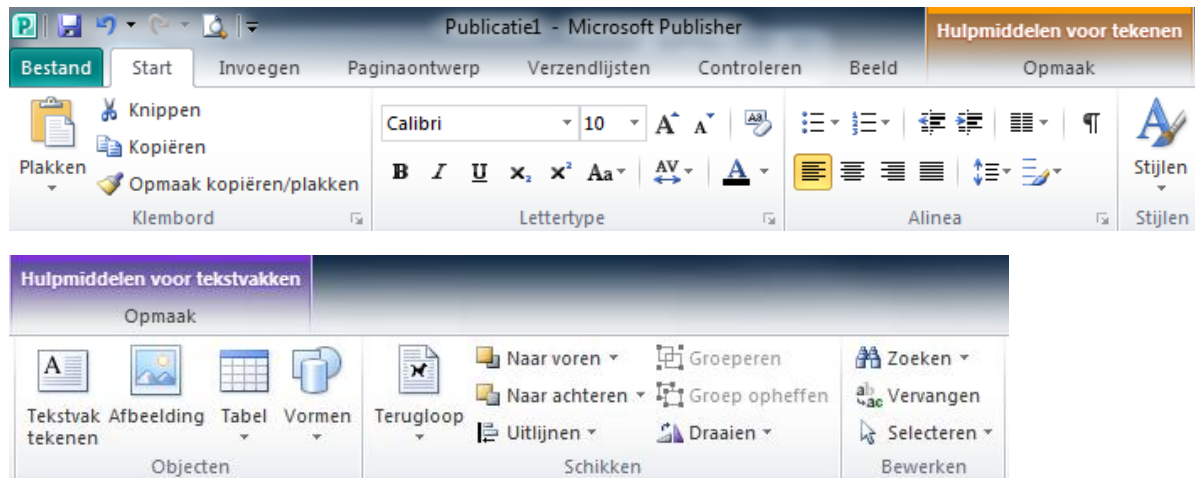 Publicatie1 - Microsoft Publisher
Hulpmiddelen voor tekenen
Bestand Start Invoegen Paginaontwerp Verzendlijsten Controleren Beeld Opmaak
Plakken
Knippen
Kopiëren
Opmaak kopiëren/plakken
Klembord
Calibri 10
B I U Aa AV A
Lettertype
Alinea
Stijlen
Stijlen
Hulpmiddelen voor tekstvakken
Opmaak
Tekstvak tekenen
Afbeelding
Tabel
Vormen
Objecten
Terugloop
Naar voren
Naar achteren
Uitlijnen
Groeperen
Groep opheffen
Draaien
Schikken
Zoeken
Vervangen
Selecteren
Bewerken